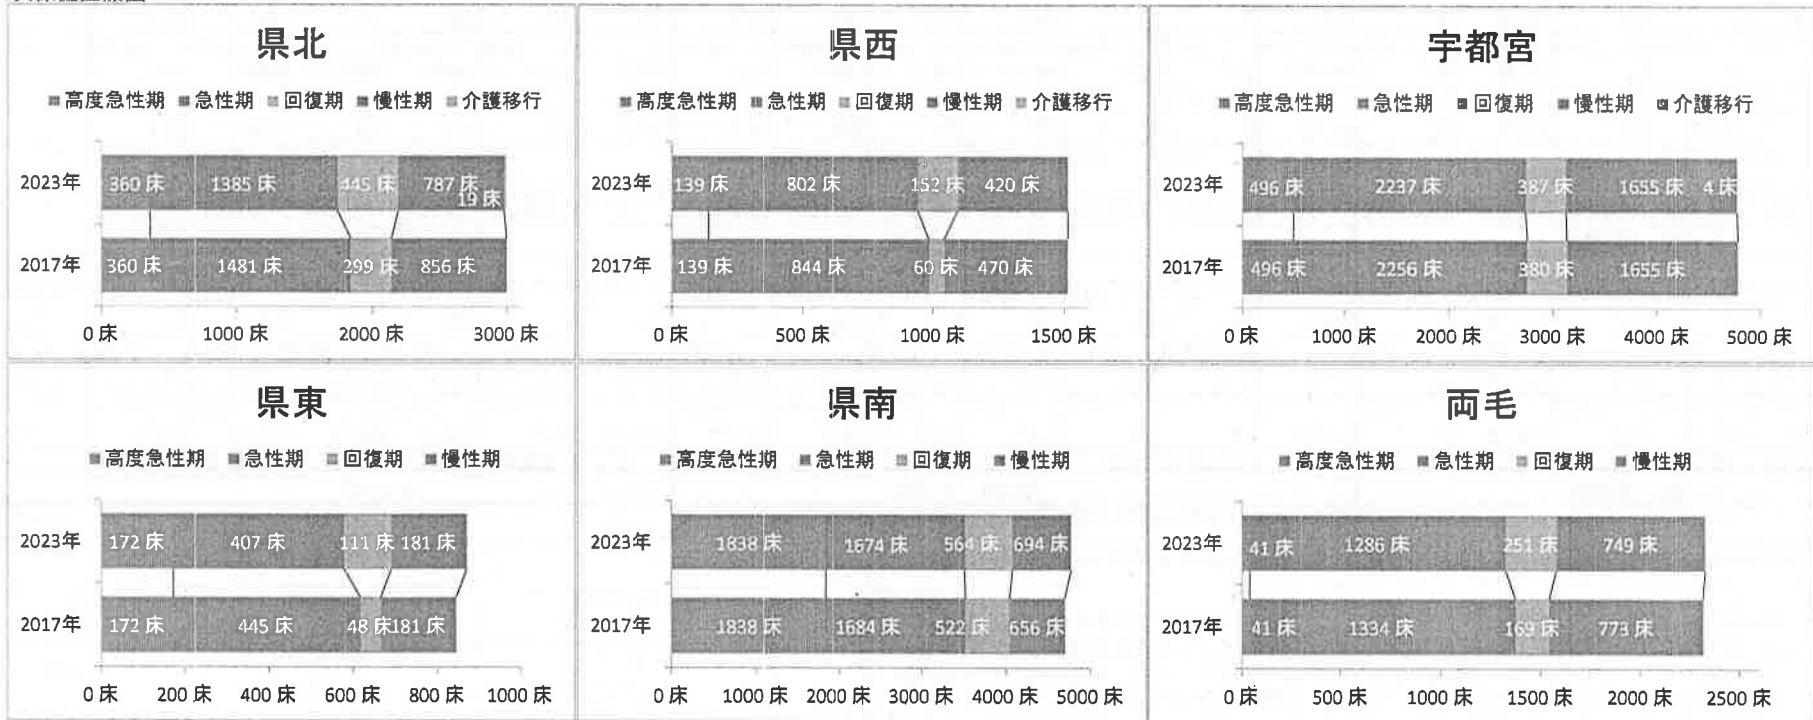 県北
高度急性期 急性期 回復期 慢性期 介護移行
2023年
360 床 1385 床 445 床 787 床
19 床
2017年
360 床 1481 床 299 床 856 床
0 床 1000 床 2000 床 3000 床
県西
高度急性期 急性期 回復期 慢性期 介護移行
2023年
139 床 802 床 152 床 420 床
2017年
139 床 844 床 60 床 470 床
0 床 500 床 1000 床 1500 床
宇都宮
高度急性期 急性期 回復期 慢性期 介護移行
2023年
496 床 2237 床 387 床 1655 床 4 床
2017年
496 床 2256 床 380 床 1655 床
0 床 1000 床 2000 床 3000 床 4000 床 5000 床
県東
高度急性期 急性期 回復期 慢性期
2023年
172 床 407 床 111 床 181 床
2017年
172 床 445 床 48 床 181 床
0 床 200 床 400 床 600 床 800 床 1000 床
県南
高度急性期 急性期 回復期 慢性期
2023年
1838 床 1674 床 564 床 694 床
2017年
1838 床 1684 床 522 床 656 床
0 床 1000 床 2000 床 3000 床 4000 床 5000 床
両毛
高度急性期 急性期 回復期 慢性期
2023年
41 床 1286 床 251 床 749 床
2017年
41 床 1334 床 169 床 773 床
0 床 500 床 1000 床 1500 床 2000 床 2500 床